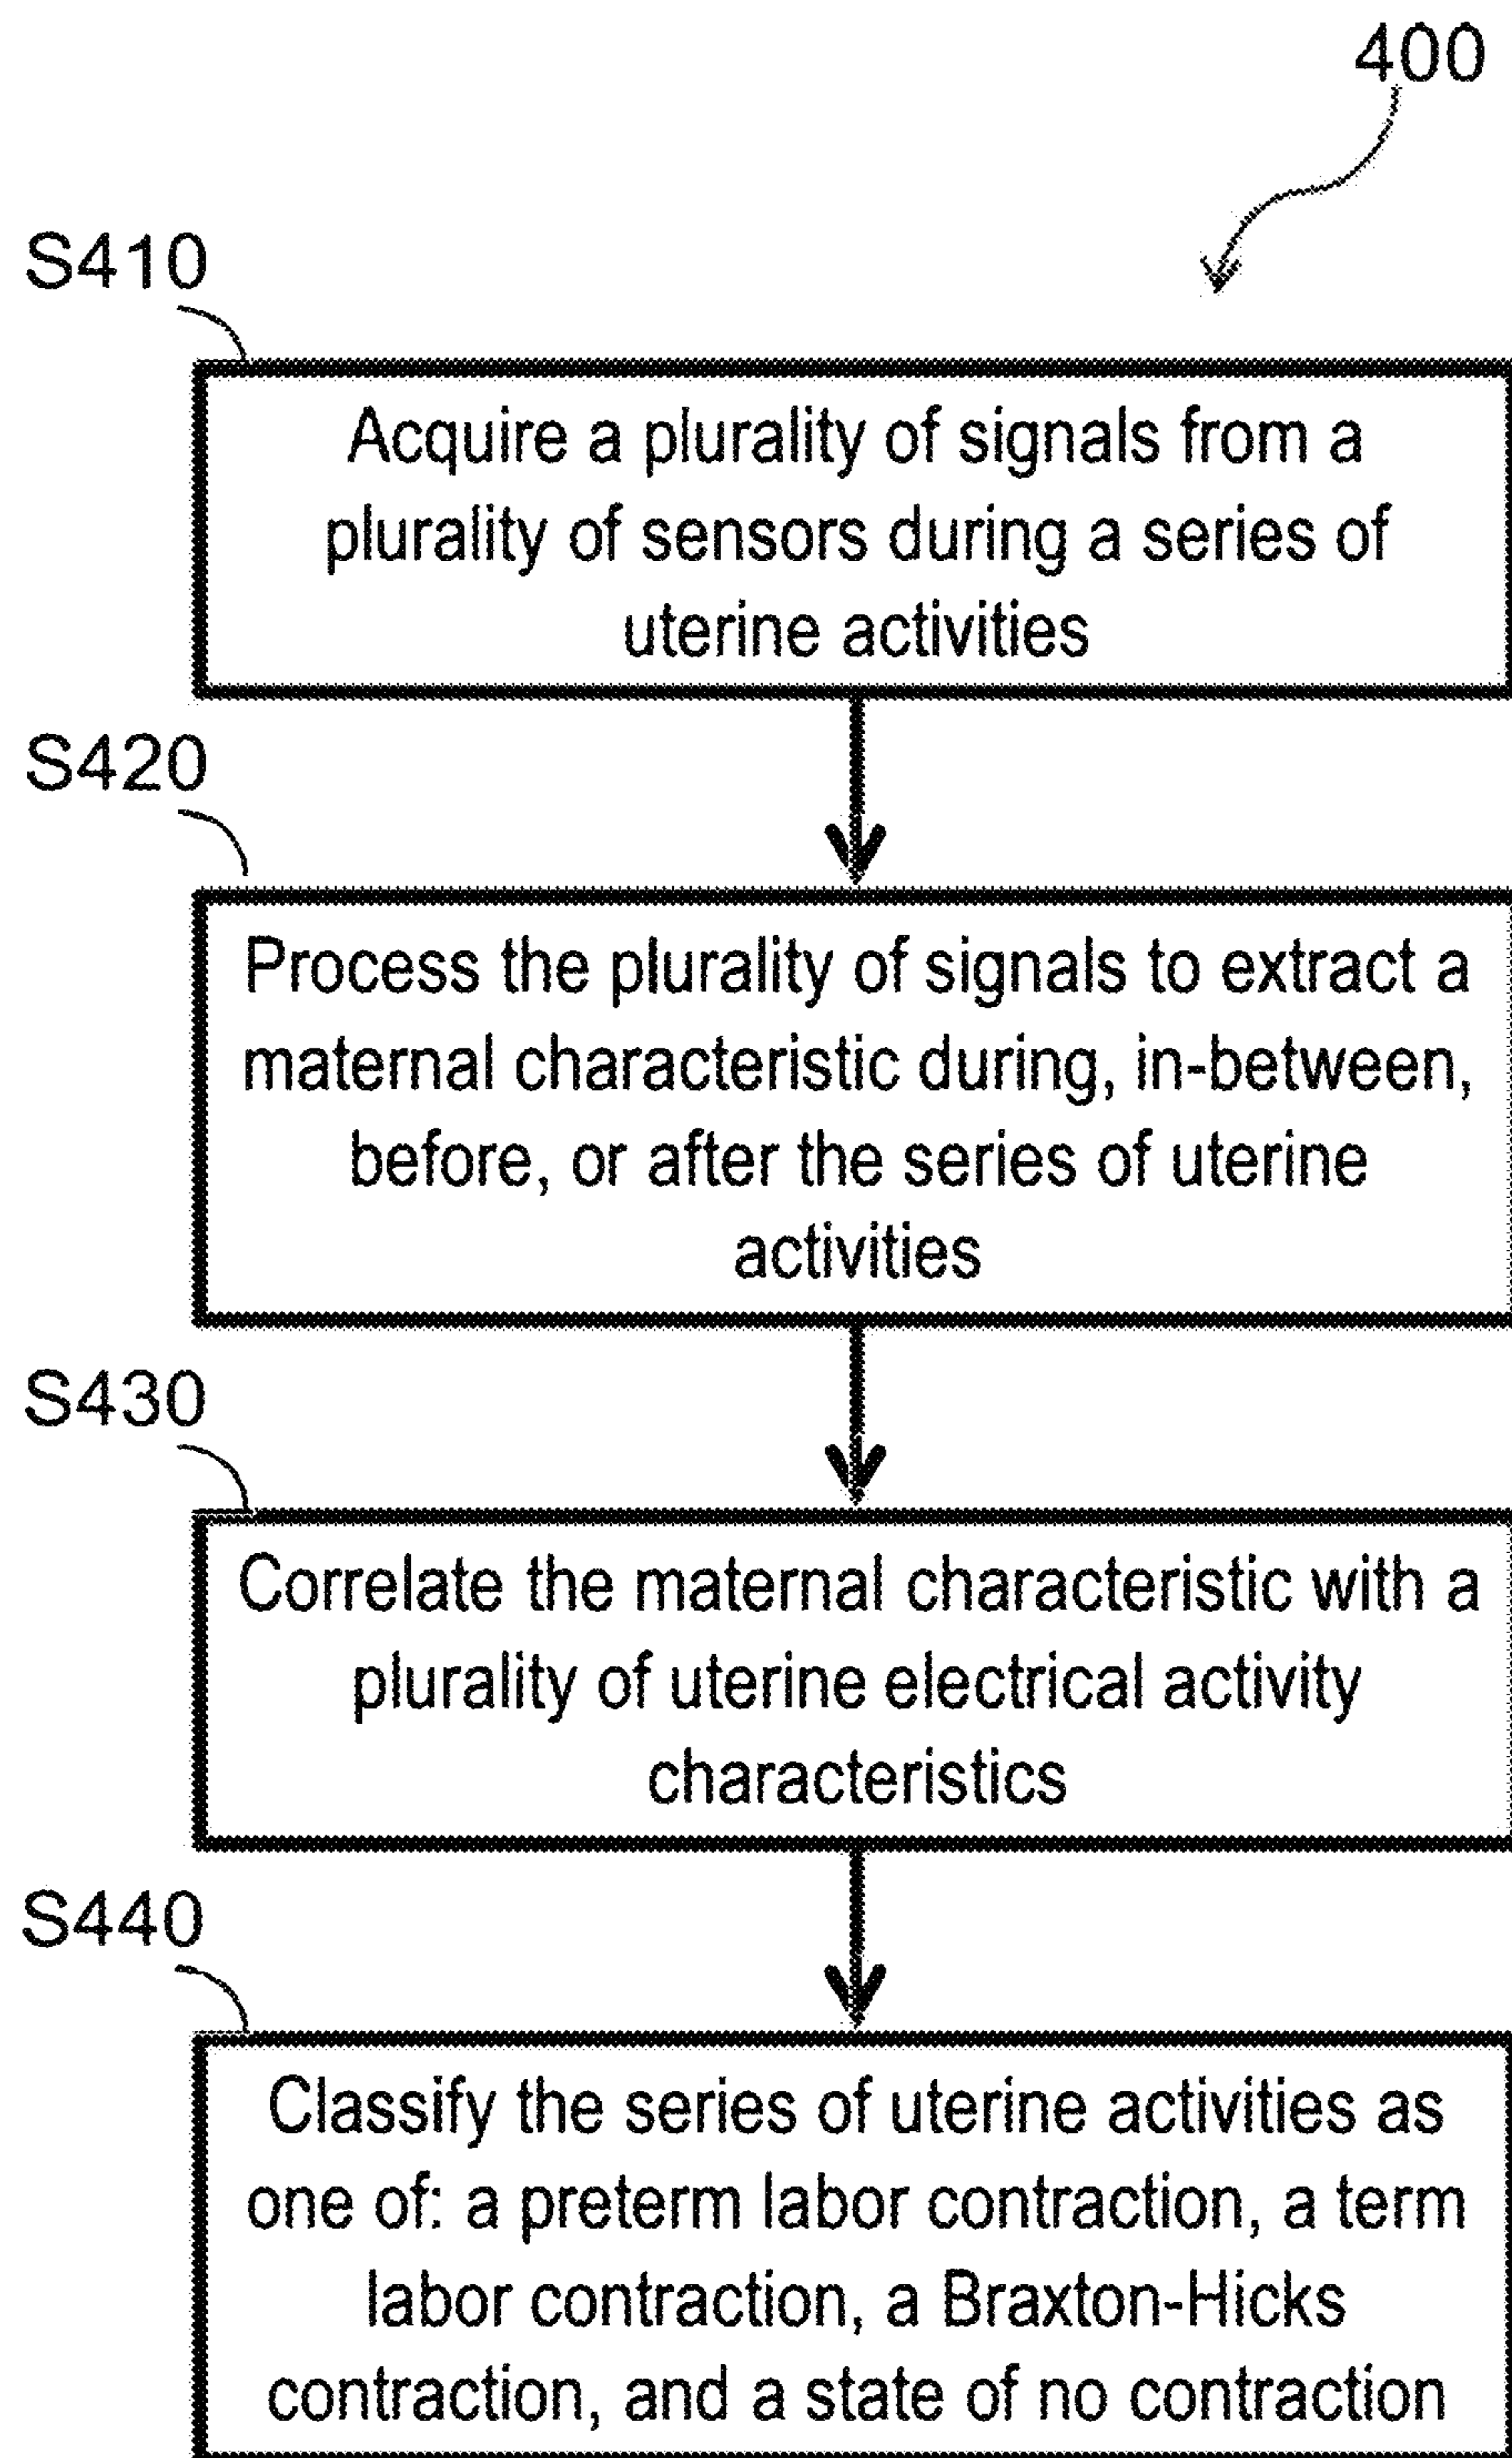 400
S410
Acquire a plurality of signals from a
plurality of sensors during a series of
uterine activities
S420
Process the plurality of signals to extract a
maternal characteristic during, in-between,
before, or after the series of uterine
activities
S430
Correlate the maternal characteristic with a
plurality of uterine electrical activity
characteristics
S440
Classify the series of uterine activities as
one of: a preterm labor contraction, a term
labor contraction, a Braxton-Hicks
contraction, and a state of no contraction